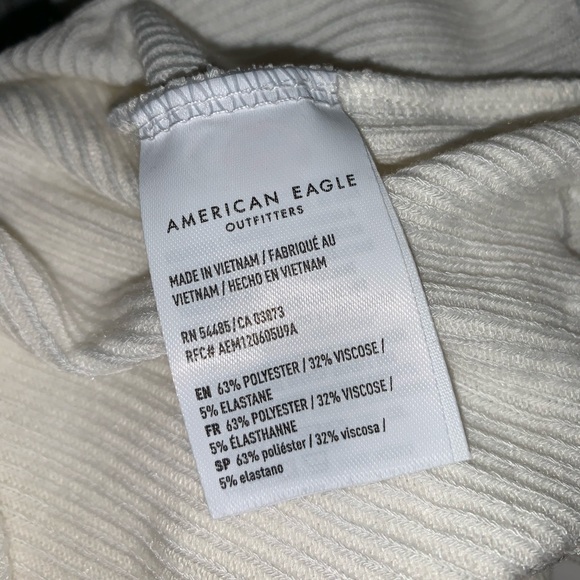 AMERICAN EAGLE
OUTFITTERS
MADE IN VIETNAM / FABRIQUÉ AU
VIETNAM / HECHO EN VIETNAM
RN 54485/CA 03873
RFC# AEM120605U9A
EN 63% POLYESTER / 32% VISCOSE /
5% ELASTANE
FR 63% POLYESTER / 32% VISCOSE /
5% ÉLASTHANNE
SP 63% poliéster / 32% viscosa /
5% elastano